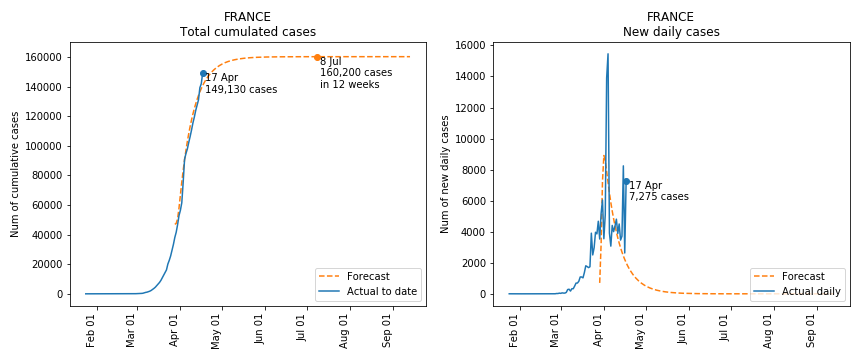 FRANCE
Total cumulated cases
Num of cumulative cases
160000
140000
120000
100000
80000
60000
40000
20000
0
17 Apr
149,130 cases
8 Jul
160,200 cases
in 12 weeks
Forecast
Actual to date
Feb 01
Mar 01
Apr 01
May 01
Jun 01
Jul 01
Aug 01
Sep 01
FRANCE
New daily cases
Num of new daily cases
16000
14000
12000
10000
8000
6000
4000
2000
0
17 Apr
7,275 cases
Forecast
Actual daily
Feb 01
Mar 01
Apr 01
May 01
Jun 01
Jul 01
Aug 01
Sep 01